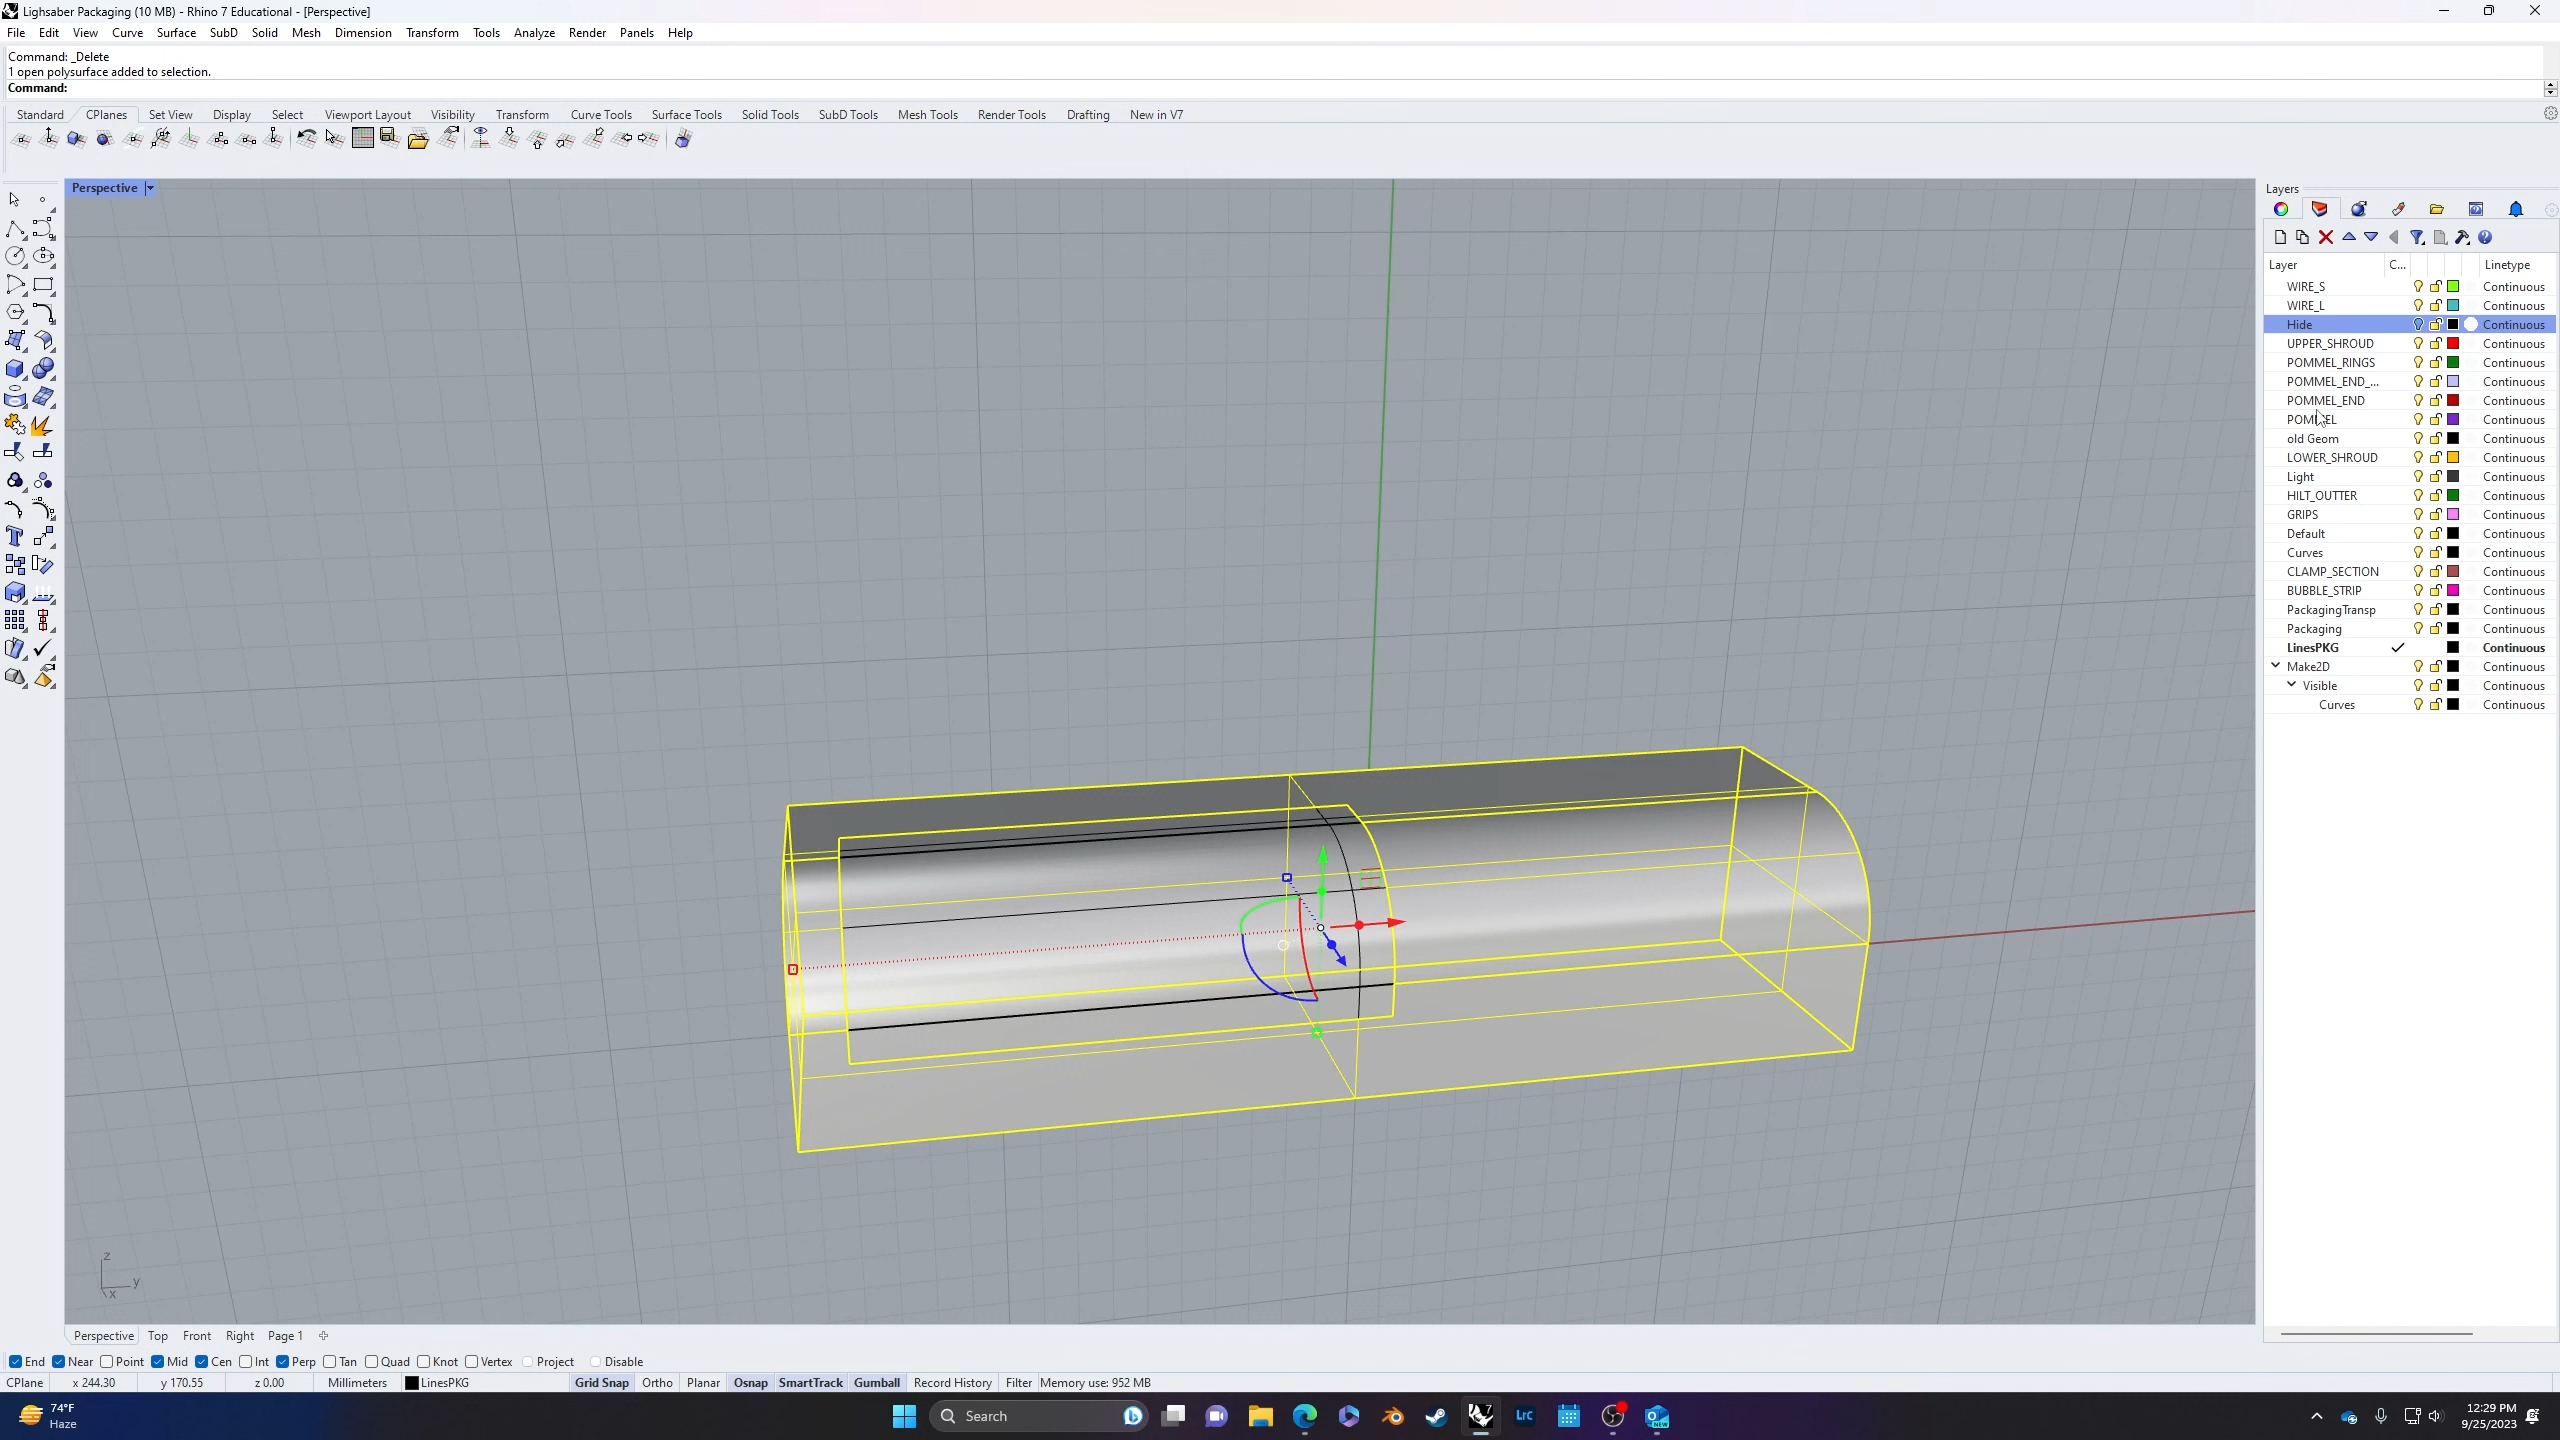 Lighsaber Packaging (10 MB) - Rhino 7 Educational - [Perspective]
File Edit View Curve Surface SubD Solid Mesh Dimension Transform Tools Analyze Render Panels Help
Command: _Delete
1 open polysurface added to selection.
Command:
Standard CPlanes Set View Display Select Viewport Layout Visibility Transform Curve Tools Surface Tools Solid Tools SubD Tools Mesh Tools Render Tools Drafting New in V7
Perspective
Layers
Layer C... Linetype
WIRE_S Continuous
WIRE_L Continuous
Hide Continuous
UPPER_SHROUD Continuous
POMMEL_RINGS Continuous
POMMEL_END_... Continuous
POMMEL_END Continuous
POMMEL Continuous
old Geom Continuous
LOWER_SHROUD Continuous
Light Continuous
HILT_OUTTER Continuous
GRIPS Continuous
Default Continuous
Curves Continuous
CLAMP_SECTION Continuous
BUBBLE_STRIP Continuous
PackagingTransp Continuous
Packaging Continuous
LinesPKG Continuous
Make2D Continuous
Visible Continuous
Curves Continuous
z
y
x
Perspective Top Front Right Page 1
End Near Point Mid Cen Int Perp Tan Quad Knot Vertex Project Disable
CPlane x 244.30 y 170.55 z 0.00 Millimeters LinesPKG Grid Snap Ortho Planar Osnap SmartTrack Gumball Record History Filter Memory use: 952 MB
74°F
Haze
Search
LrC
NEW
12:29 PM
9/25/2023